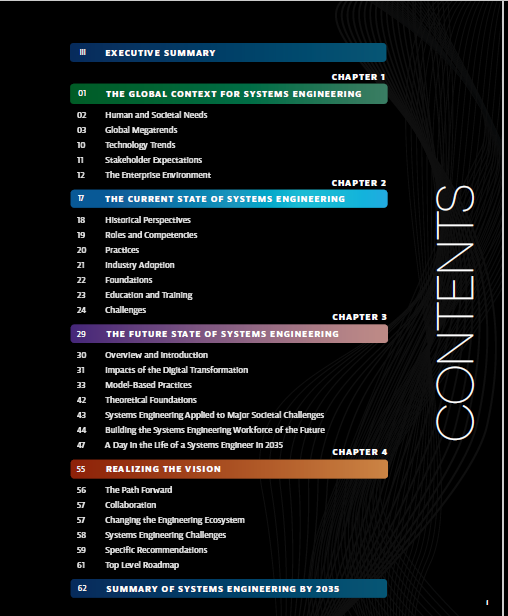 III EXECUTIVE SUMMARY
CHAPTER 1
01 THE GLOBAL CONTEXT FOR SYSTEMS ENGINEERING
02 Human and Societal Needs
03 Global Megatrends
10 Technology Trends
11 Stakeholder Expectations
12 The Enterprise Environment
CHAPTER 2
17 THE CURRENT STATE OF SYSTEMS ENGINEERING
18 Historical Perspectives
19 Roles and Competencies
20 Practices
21 Industry Adoption
22 Foundations
23 Education and Training
24 Challenges
CHAPTER 3
29 THE FUTURE STATE OF SYSTEMS ENGINEERING
30 Overview and Introduction
31 Impacts of the Digital Transformation
33 Model-Based Practices
42 Theoretical Foundations
43 Systems Engineering Applied to Major Societal Challenges
44 Building the Systems Engineering Workforce of the Future
47 A Day in the Life of a Systems Engineer in 2035
CHAPTER 4
55 REALIZING THE VISION
56 The Path Forward
57 Collaboration
57 Changing the Engineering Ecosystem
58 Systems Engineering Challenges
59 Specific Recommendations
61 Top Level Roadmap
62 SUMMARY OF SYSTEMS ENGINEERING BY 2035
CONTENTS
I